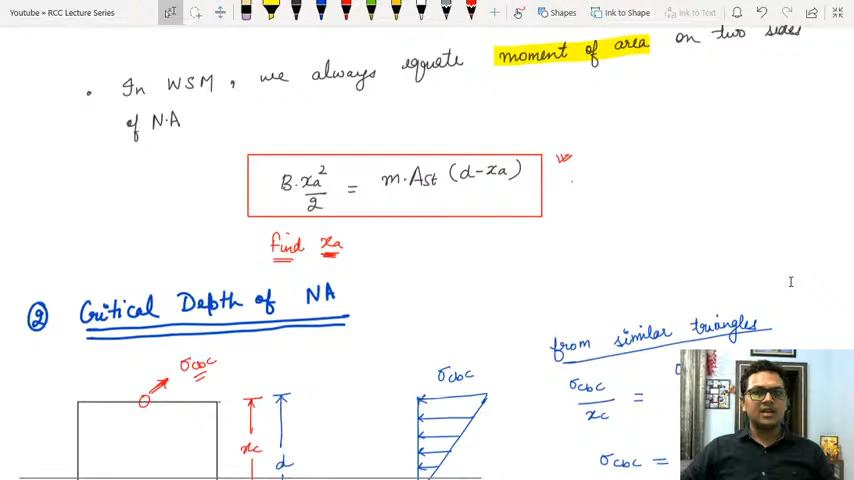 Youtube » RCC Lecture Series
Shapes
Ink to Shape
Ink to Text
on two sides
• In WSM, we always equate moment of area
of N.A
B.xa²/2 = m.Ast (d-xa)
find xa
② Critical Depth of NA
from similar triangles
σcbc
σcbc
σcbc/xc =
xc
d
σcbc =